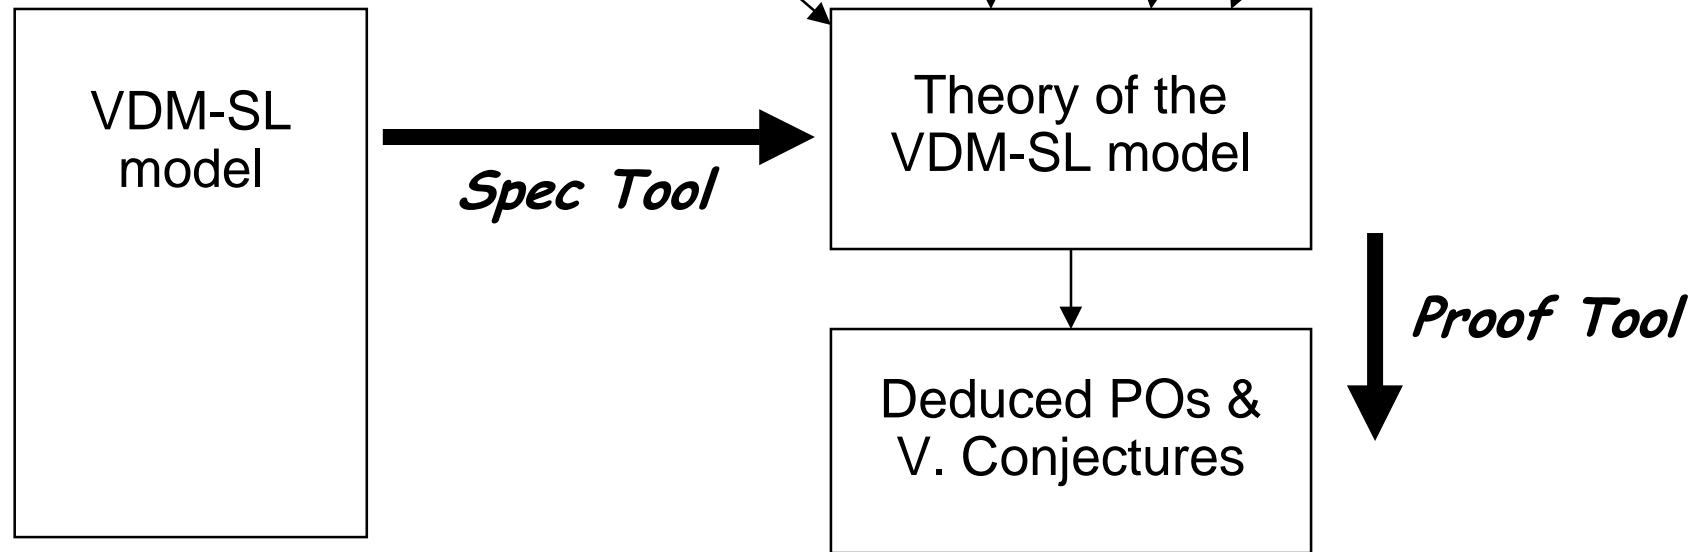 VDM-SL
model
Spec Tool
Theory of the
VDM-SL model
Proof Tool
Deduced POs &
V. Conjectures